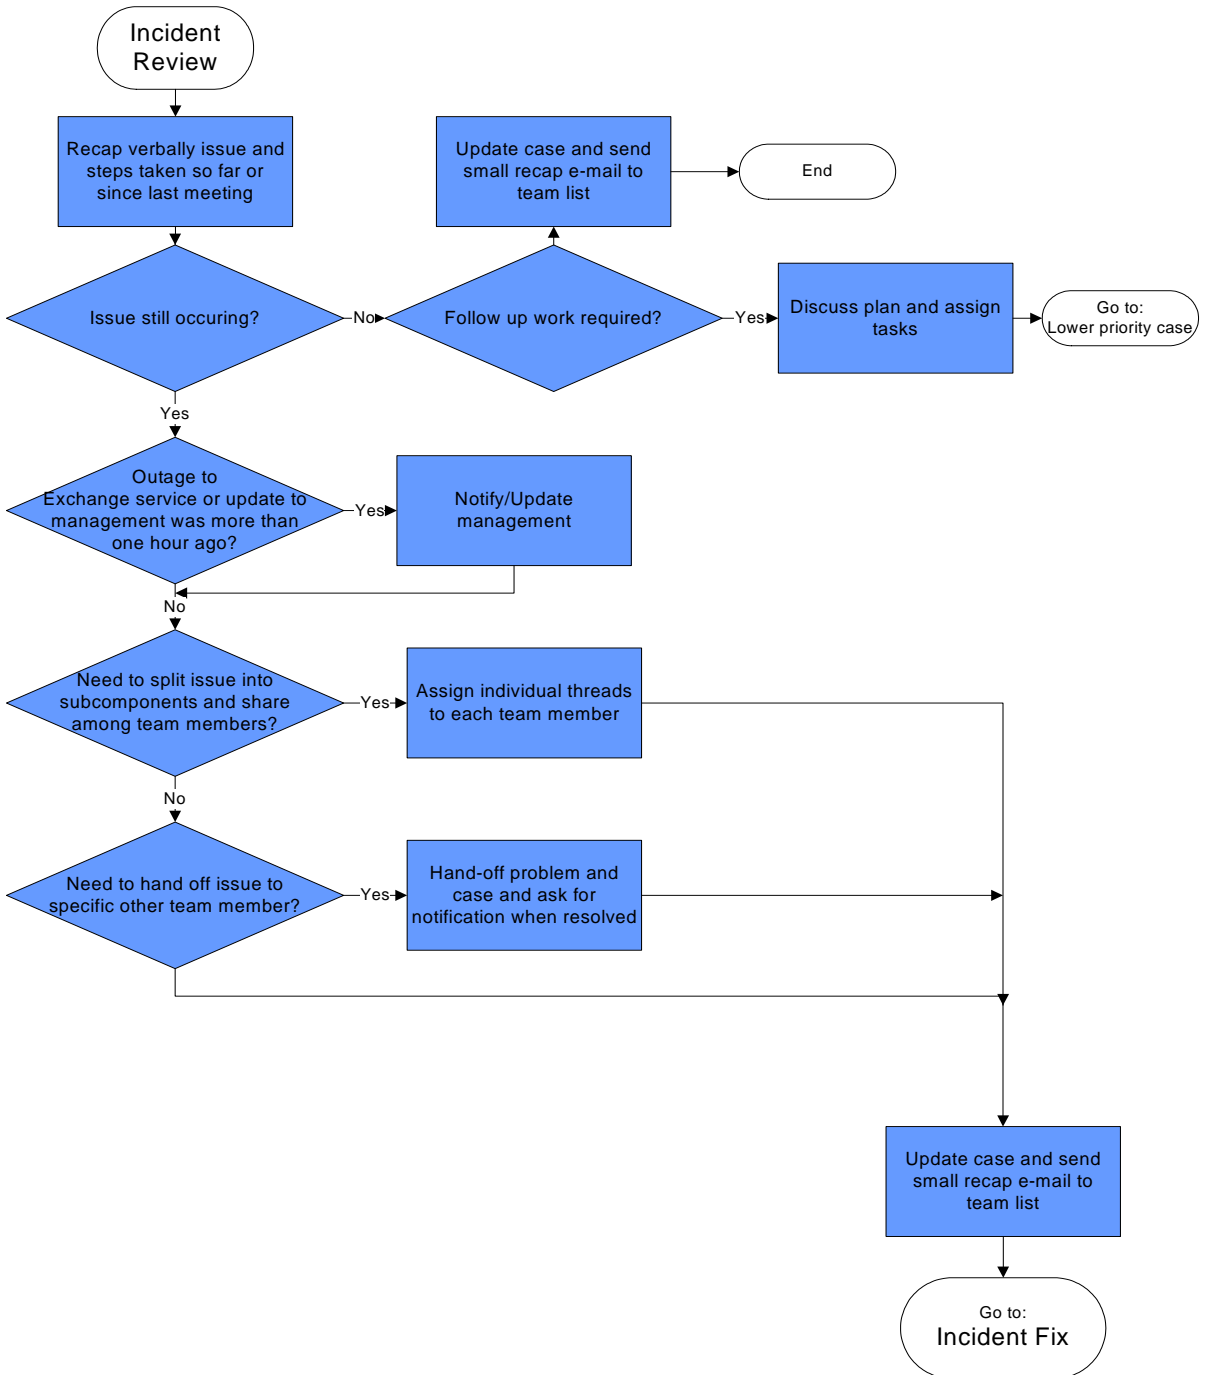 Incident
Review
Recap verbally issue and
steps taken so far or
since last meeting
Update case and send
small recap e-mail to
team list
End
Issue still occuring?
No
Follow up work required?
Yes
Discuss plan and assign
tasks
Go to:
Lower priority case
Yes
Outage to
Exchange service or update to
management was more than
one hour ago?
Yes
Notify/Update
management
No
Need to split issue into
subcomponents and share
among team members?
Yes
Assign individual threads
to each team member
No
Need to hand off issue to
specific other team member?
Yes
Hand-off problem and
case and ask for
notification when resolved
Update case and send
small recap e-mail to
team list
Go to:
Incident Fix